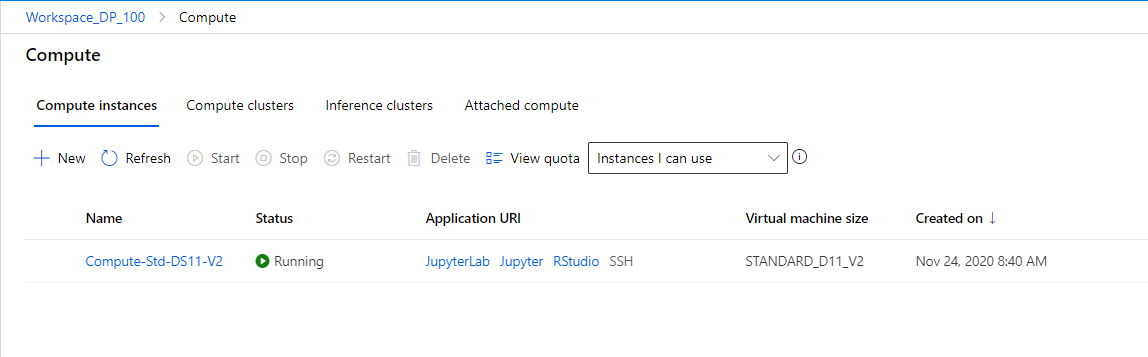 Workspace_DP_100 > Compute
Compute
Compute instances Compute clusters Inference clusters Attached compute
New Refresh Start Stop Restart Delete View quota Instances I can use
Name Status Application URI Virtual machine size Created on ↓
Compute-Std-DS11-V2 Running JupyterLab Jupyter RStudio SSH STANDARD_D11_V2 Nov 24, 2020 8:40 AM